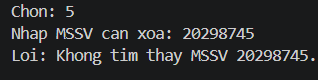 Chon: 5
Nhap MSSV can xoa: 20298745
Loi: Khong tim thay MSSV 20298745.